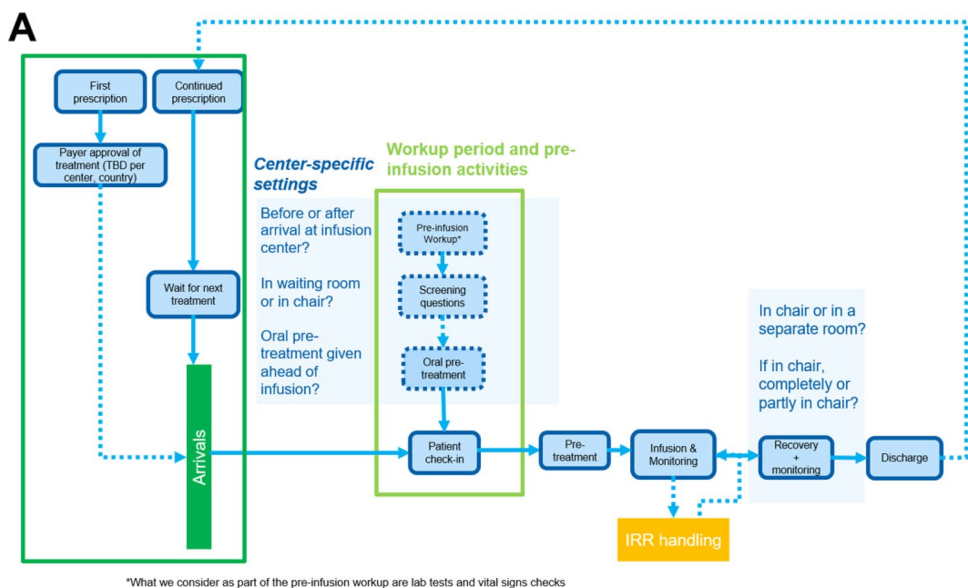 A
First
prescription
Continued
prescription
Payer approval of
treatment (TBD per
center, country)
Wait for next
treatment
Arrivals
Center-specific
settings
Before or after
arrival at infusion
center?
In waiting room
or in chair?
Oral pre-
treatment given
ahead of
infusion?
Workup period and pre-
infusion activities
Pre-infusion
Workup*
Screening
questions
Oral pre-
treatment
Patient
check-in
Pre-
treatment
Infusion &
Monitoring
IRR handling
In chair or in a
separate room?
If in chair,
completely or
partly in chair?
Recovery
+
monitoring
Discharge
*What we consider as part of the pre-infusion workup are lab tests and vital signs checks